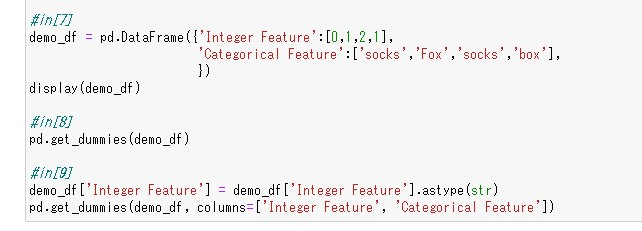 #in[7]
demo_df = pd.DataFrame({'Integer Feature':[0,1,2,1],
'Categorical Feature':['socks','Fox','socks','box'],
})
display(demo_df)
#in[8]
pd.get_dummies(demo_df)
#in[9]
demo_df['Integer Feature'] = demo_df['Integer Feature'].astype(str)
pd.get_dummies(demo_df, columns=['Integer Feature', 'Categorical Feature'])